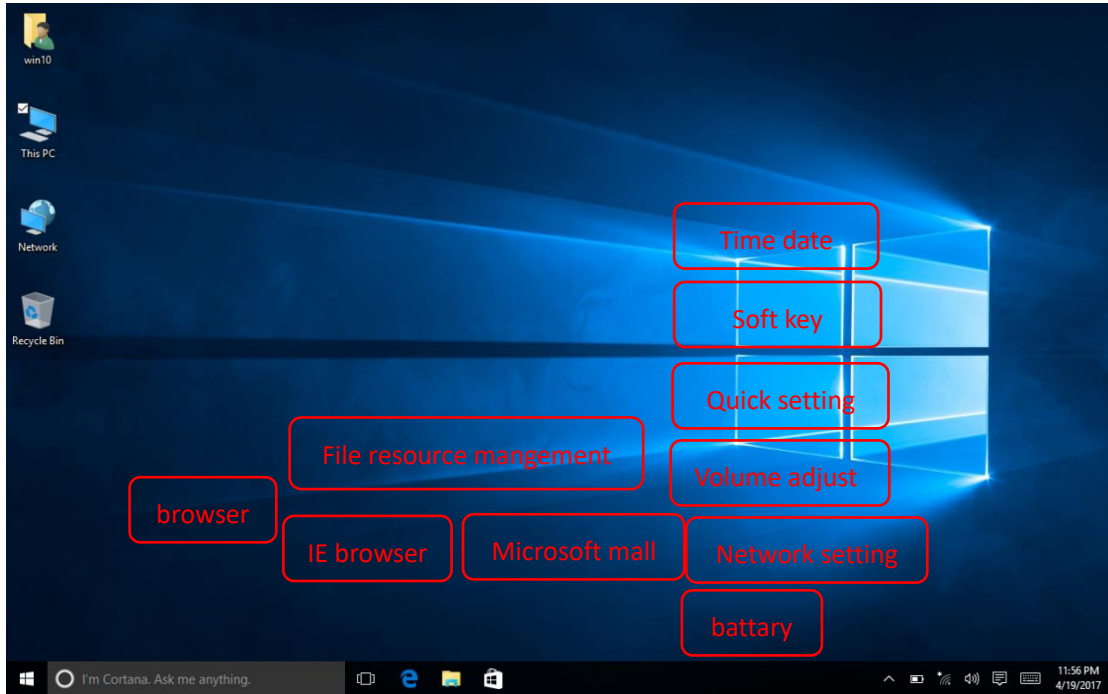 win10
This PC
Network
Recycle Bin
Time date
Soft key
Quick setting
File resource mangement
Volume adjust
browser
IE browser
Microsoft mall
Network setting
battary
I'm Cortana. Ask me anything.
11:56 PM
4/19/2017